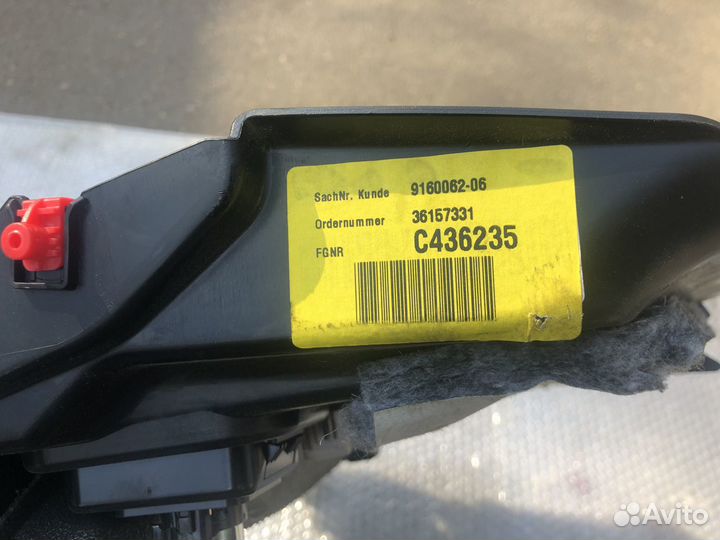 SachNr. Kunde 9160062-06
Ordernummer 36157331
FGNR C436235
Avito